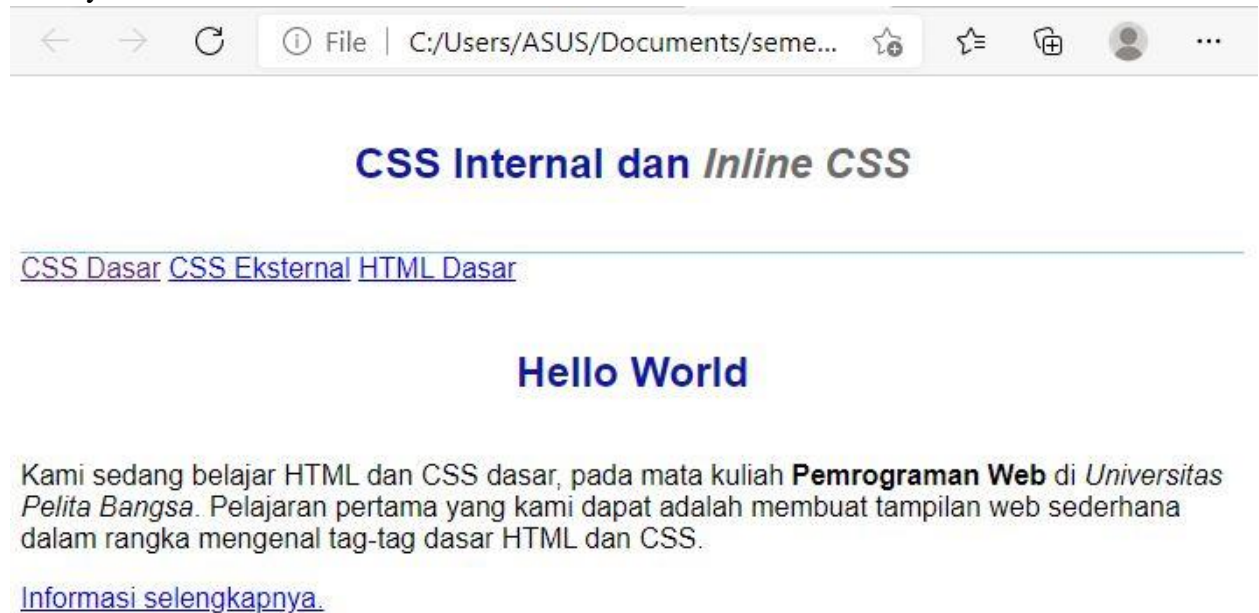 File | C:/Users/ASUS/Documents/seme...
CSS Internal dan Inline CSS
CSS Dasar CSS Eksternal HTML Dasar
Hello World
Kami sedang belajar HTML dan CSS dasar, pada mata kuliah Pemrograman Web di Universitas
Pelita Bangsa. Pelajaran pertama yang kami dapat adalah membuat tampilan web sederhana
dalam rangka mengenal tag-tag dasar HTML dan CSS.
Informasi selengkapnya.